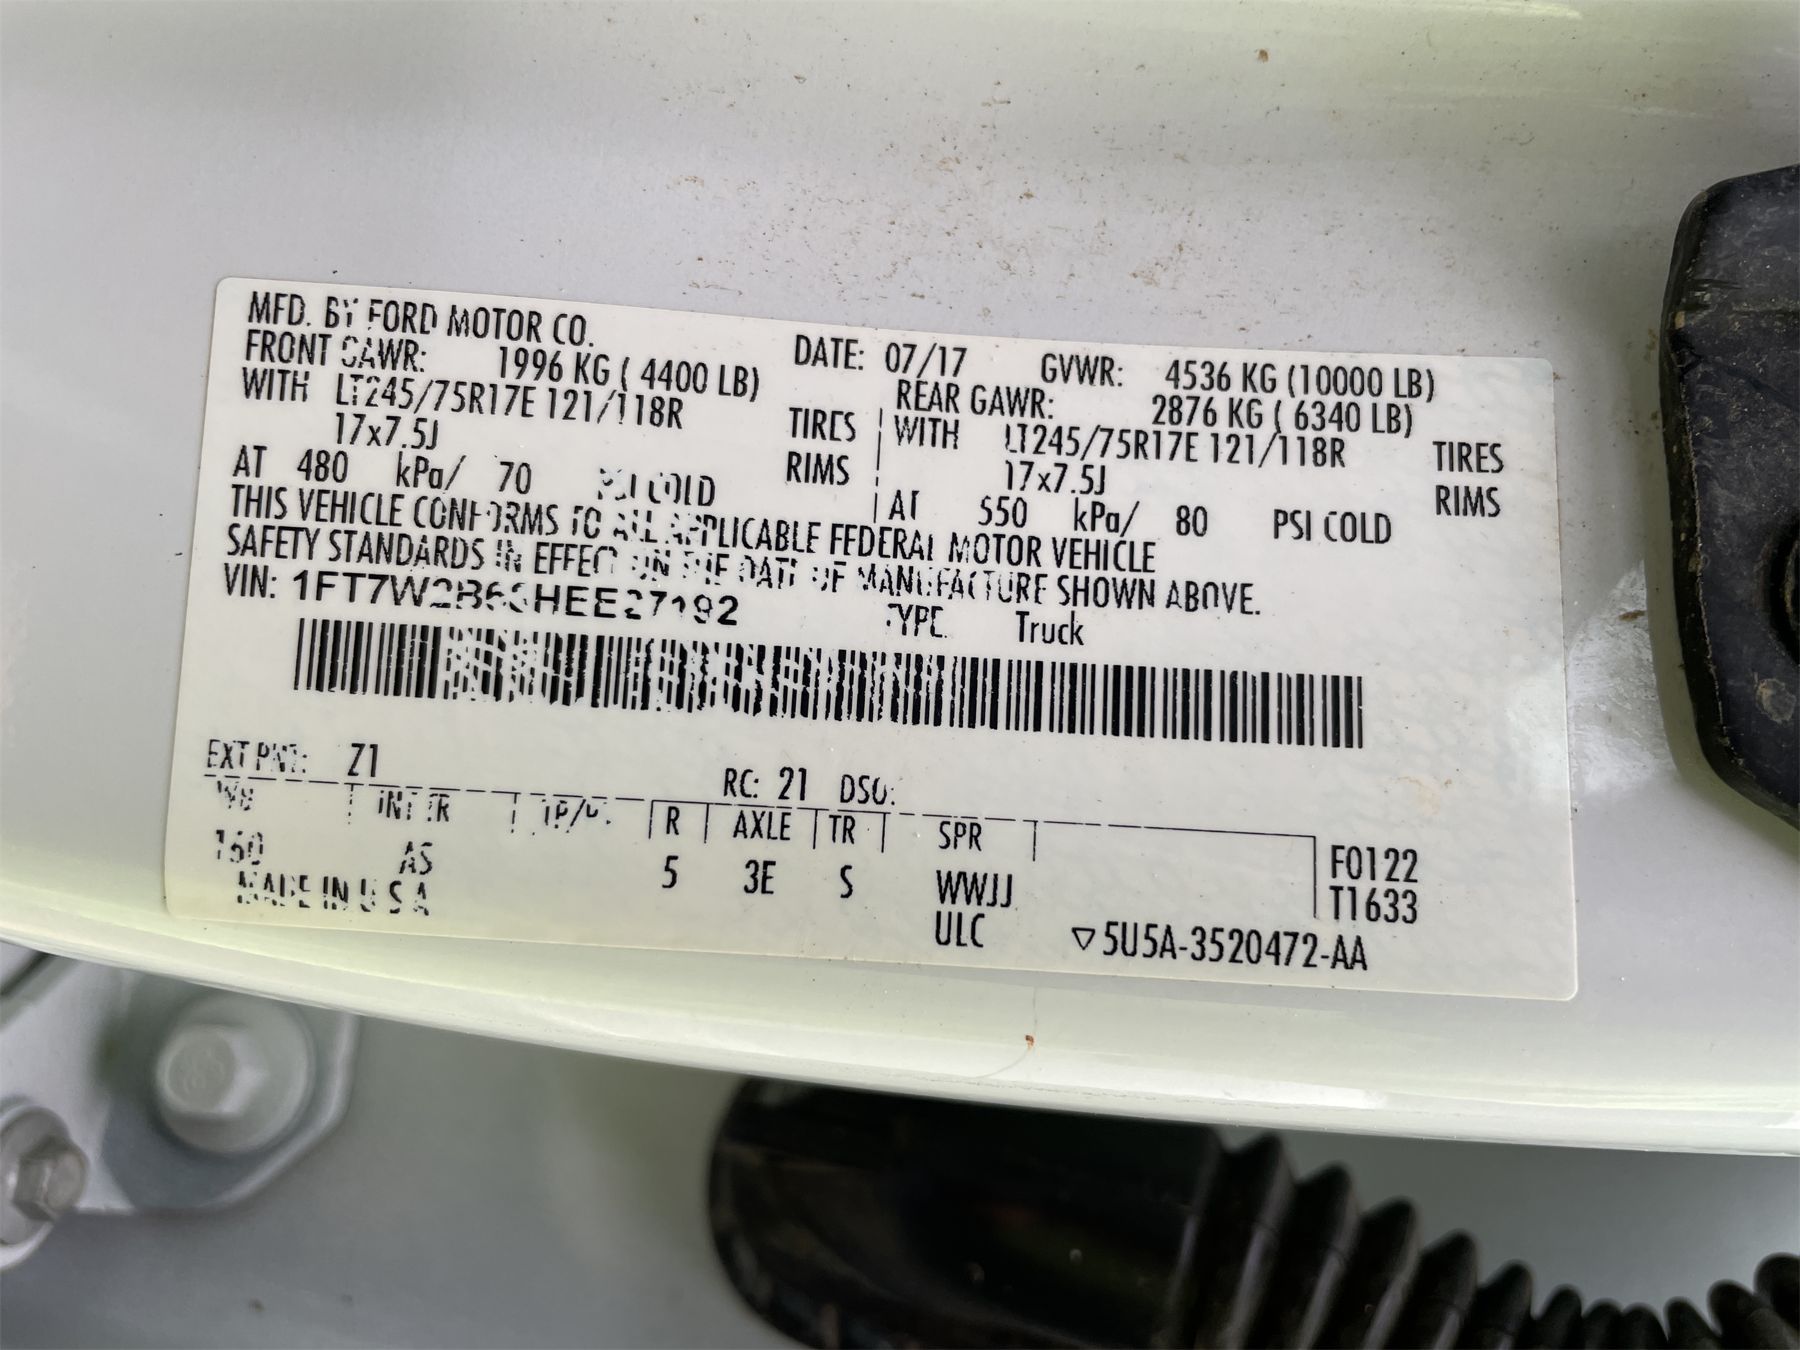 MFD. BY FORD MOTOR CO.
DATE: 07/17 GVWR: 4536 KG (10000 LB)
FRONT GAWR: 1996 KG ( 4400 LB) REAR GAWR: 2876 KG ( 6340 LB)
WITH LT245/75R17E 121/118R TIRES WITH LT245/75R17E 121/118R TIRES
17x7.5J RIMS 17x7.5J RIMS
AT 480 kPa/ 70 PSI COLD AT 550 kPa/ 80 PSI COLD
THIS VEHICLE CONFORMS TO ALL APPLICABLE FEDERAL MOTOR VEHICLE
SAFETY STANDARDS IN EFFECT ON THE DATE OF MANUFACTURE SHOWN ABOVE.
VIN: TYPE: Truck
EXT PNT: Z1 RC: 21 DSO:
WB INT TR TP/PS R AXLE TR SPR
160 AS 5 3E S WWJJ
F0122
T1633
MADE IN U S A ULC ▽5U5A-3520472-AA